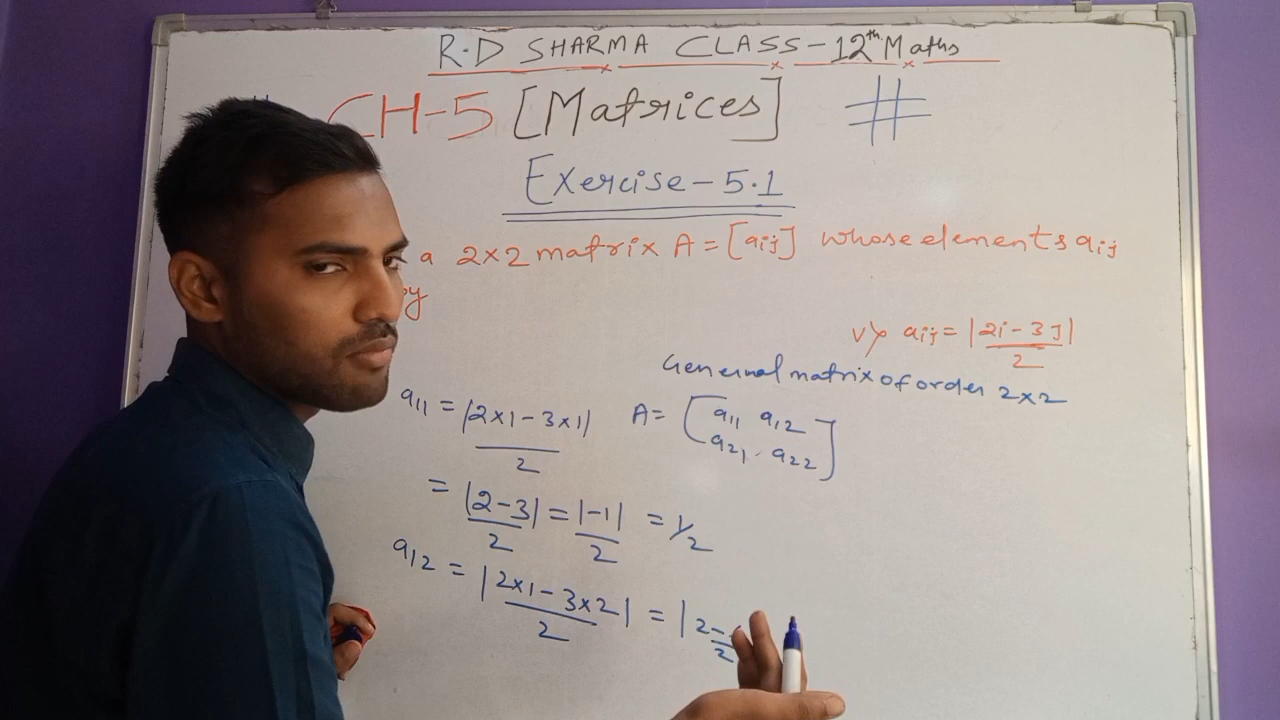 R.D SHARMA CLASS-12th Maths
CH-5 [Matrices] #
Exercise-5.1
a 2×2 matrix A = [aij] whose elements aij
by
v> aij = |2i-3j|/2
General matrix of order 2×2
A = [a11 a12
a21 . a22]
a11 = |2×1-3×1|/2
= |2-3|/2 = |-1|/2 = 1/2
a12 = |2×1-3×2|/2 = |2-
2